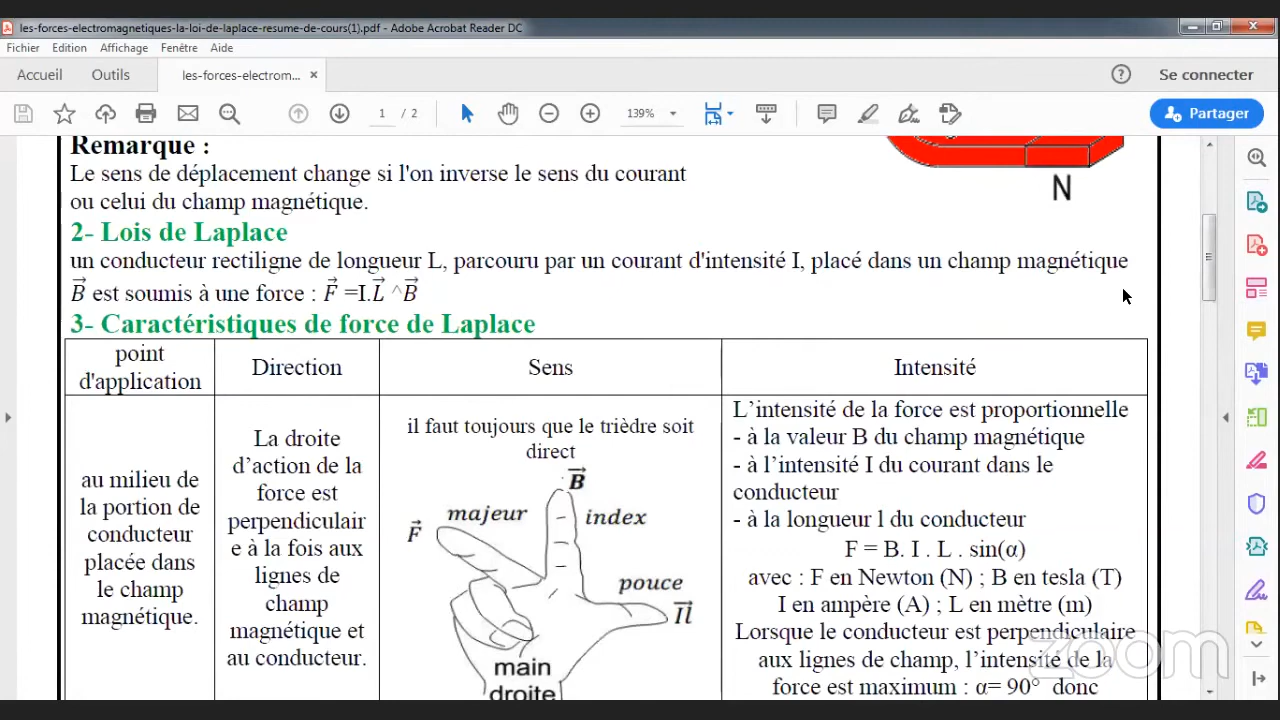 les-forces-electromagnetiques-la-loi-de-laplace-resume-de-cours(1).pdf - Adobe Acrobat Reader DC
Fichier Edition Affichage Fenêtre Aide
Accueil Outils les-forces-electrom... ×
? Se connecter
1 / 2 139% Partager
Remarque :
Le sens de déplacement change si l'on inverse le sens du courant
ou celui du champ magnétique.
N
2- Lois de Laplace
un conducteur rectiligne de longueur L, parcouru par un courant d'intensité I, placé dans un champ magnétique
B⃗ est soumis à une force : F⃗ =I.L⃗ ^B⃗
3- Caractéristiques de force de Laplace
point
d'application
Direction
Sens
Intensité
au milieu de
la portion de
conducteur
placée dans
le champ
magnétique.
La droite
d’action de la
force est
perpendiculair
e à la fois aux
lignes de
champ
magnétique et
au conducteur.
il faut toujours que le trièdre soit
direct
B⃗
majeur
index
F⃗
pouce
Il⃗
main
droite
L’intensité de la force est proportionnelle
- à la valeur B du champ magnétique
- à l’intensité I du courant dans le
conducteur
- à la longueur l du conducteur
F = B. I . L . sin(α)
avec : F en Newton (N) ; B en tesla (T)
I en ampère (A) ; L en mètre (m)
Lorsque le conducteur est perpendiculaire
aux lignes de champ, l’intensité de la
force est maximum : α= 90° donc
zoom